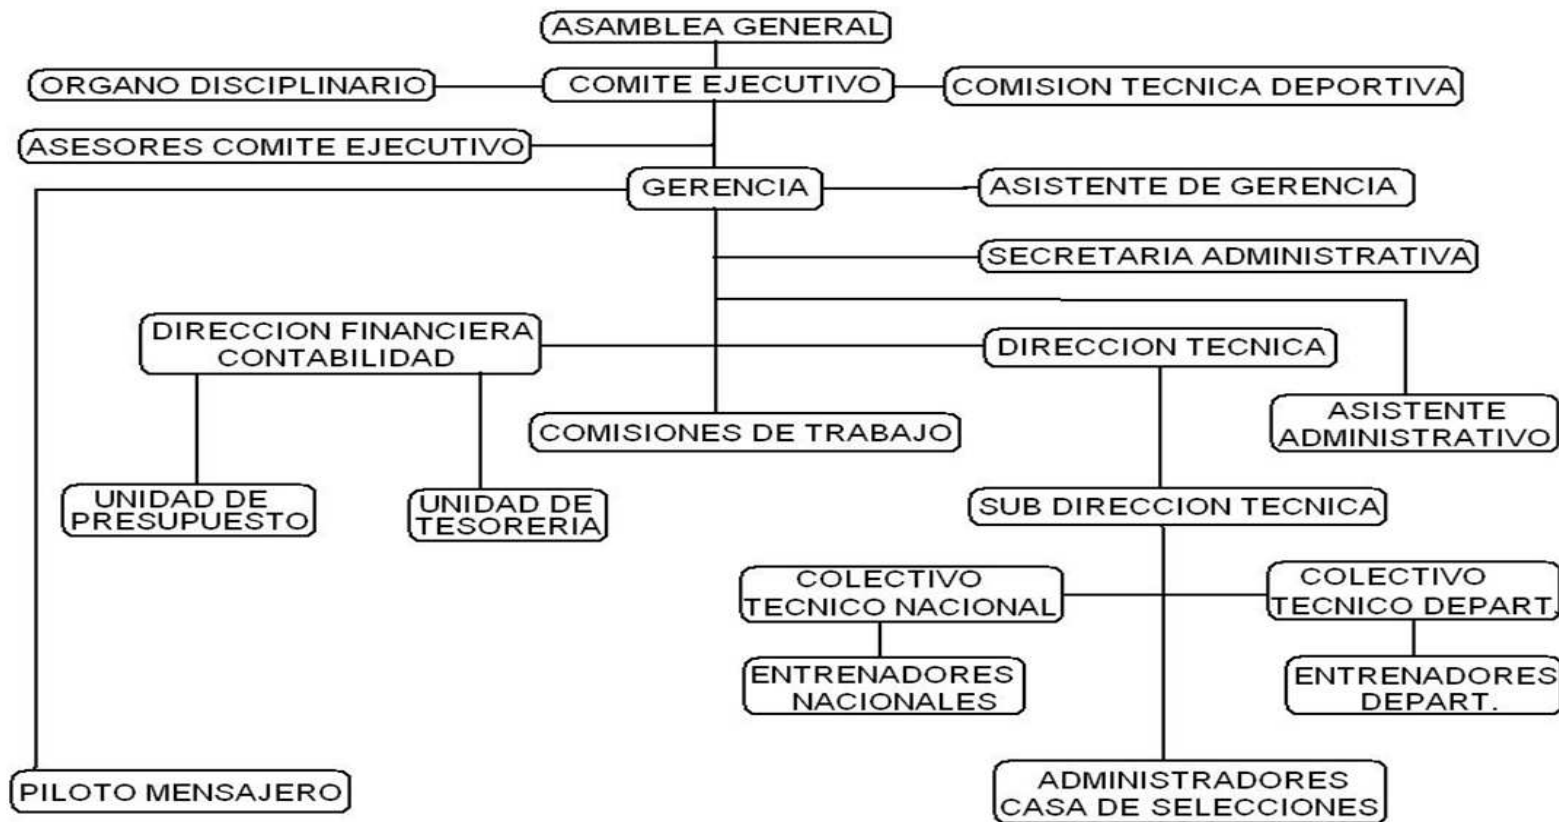 ASAMBLEA GENERAL
ORGANO DISCIPLINARIO
COMITE EJECUTIVO
COMISION TECNICA DEPORTIVA
ASESORES COMITE EJECUTIVO
GERENCIA
ASISTENTE DE GERENCIA
SECRETARIA ADMINISTRATIVA
DIRECCION FINANCIERA
CONTABILIDAD
DIRECCION TECNICA
ASISTENTE
ADMINISTRATIVO
COMISIONES DE TRABAJO
UNIDAD DE
PRESUPUESTO
UNIDAD DE
TESORERIA
SUB DIRECCION TECNICA
COLECTIVO
TECNICO NACIONAL
COLECTIVO
TECNICO DEPART.
ENTRENADORES
NACIONALES
ENTRENADORES
DEPART.
PILOTO MENSAJERO
ADMINISTRADORES
CASA DE SELECCIONES